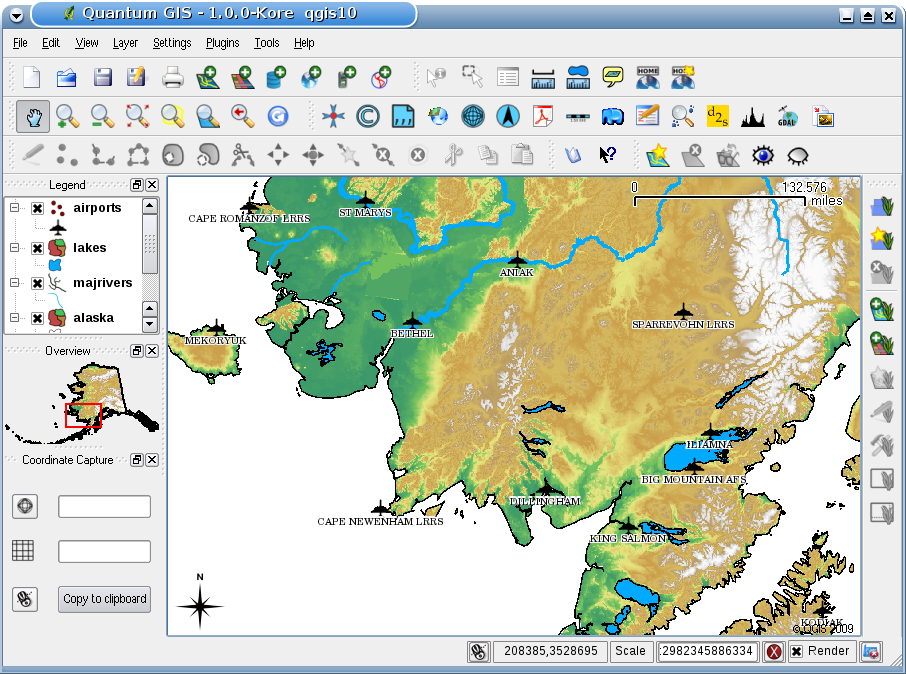 Quantum GIS - 1.0.0-Kore qgis10
File Edit View Layer Settings Plugins Tools Help
HOME HOME
d2s GDAL
Legend
airports
lakes
majrivers
alaska
Overview
Coordinate Capture
Copy to clipboard
0 132.576
miles
CAPE ROMANZOF LRRS
ST MARYS
ANIAK
BETHEL
SPARREVOHN LRRS
MEKORYUK
ILIAMNA
BIG MOUNTAIN AFS
DILLINGHAM
CAPE NEWENHAM LRRS
KING SALMON
N
KODIAK
© QGIS 2009
208385,3528695 Scale :2982345886334 Render